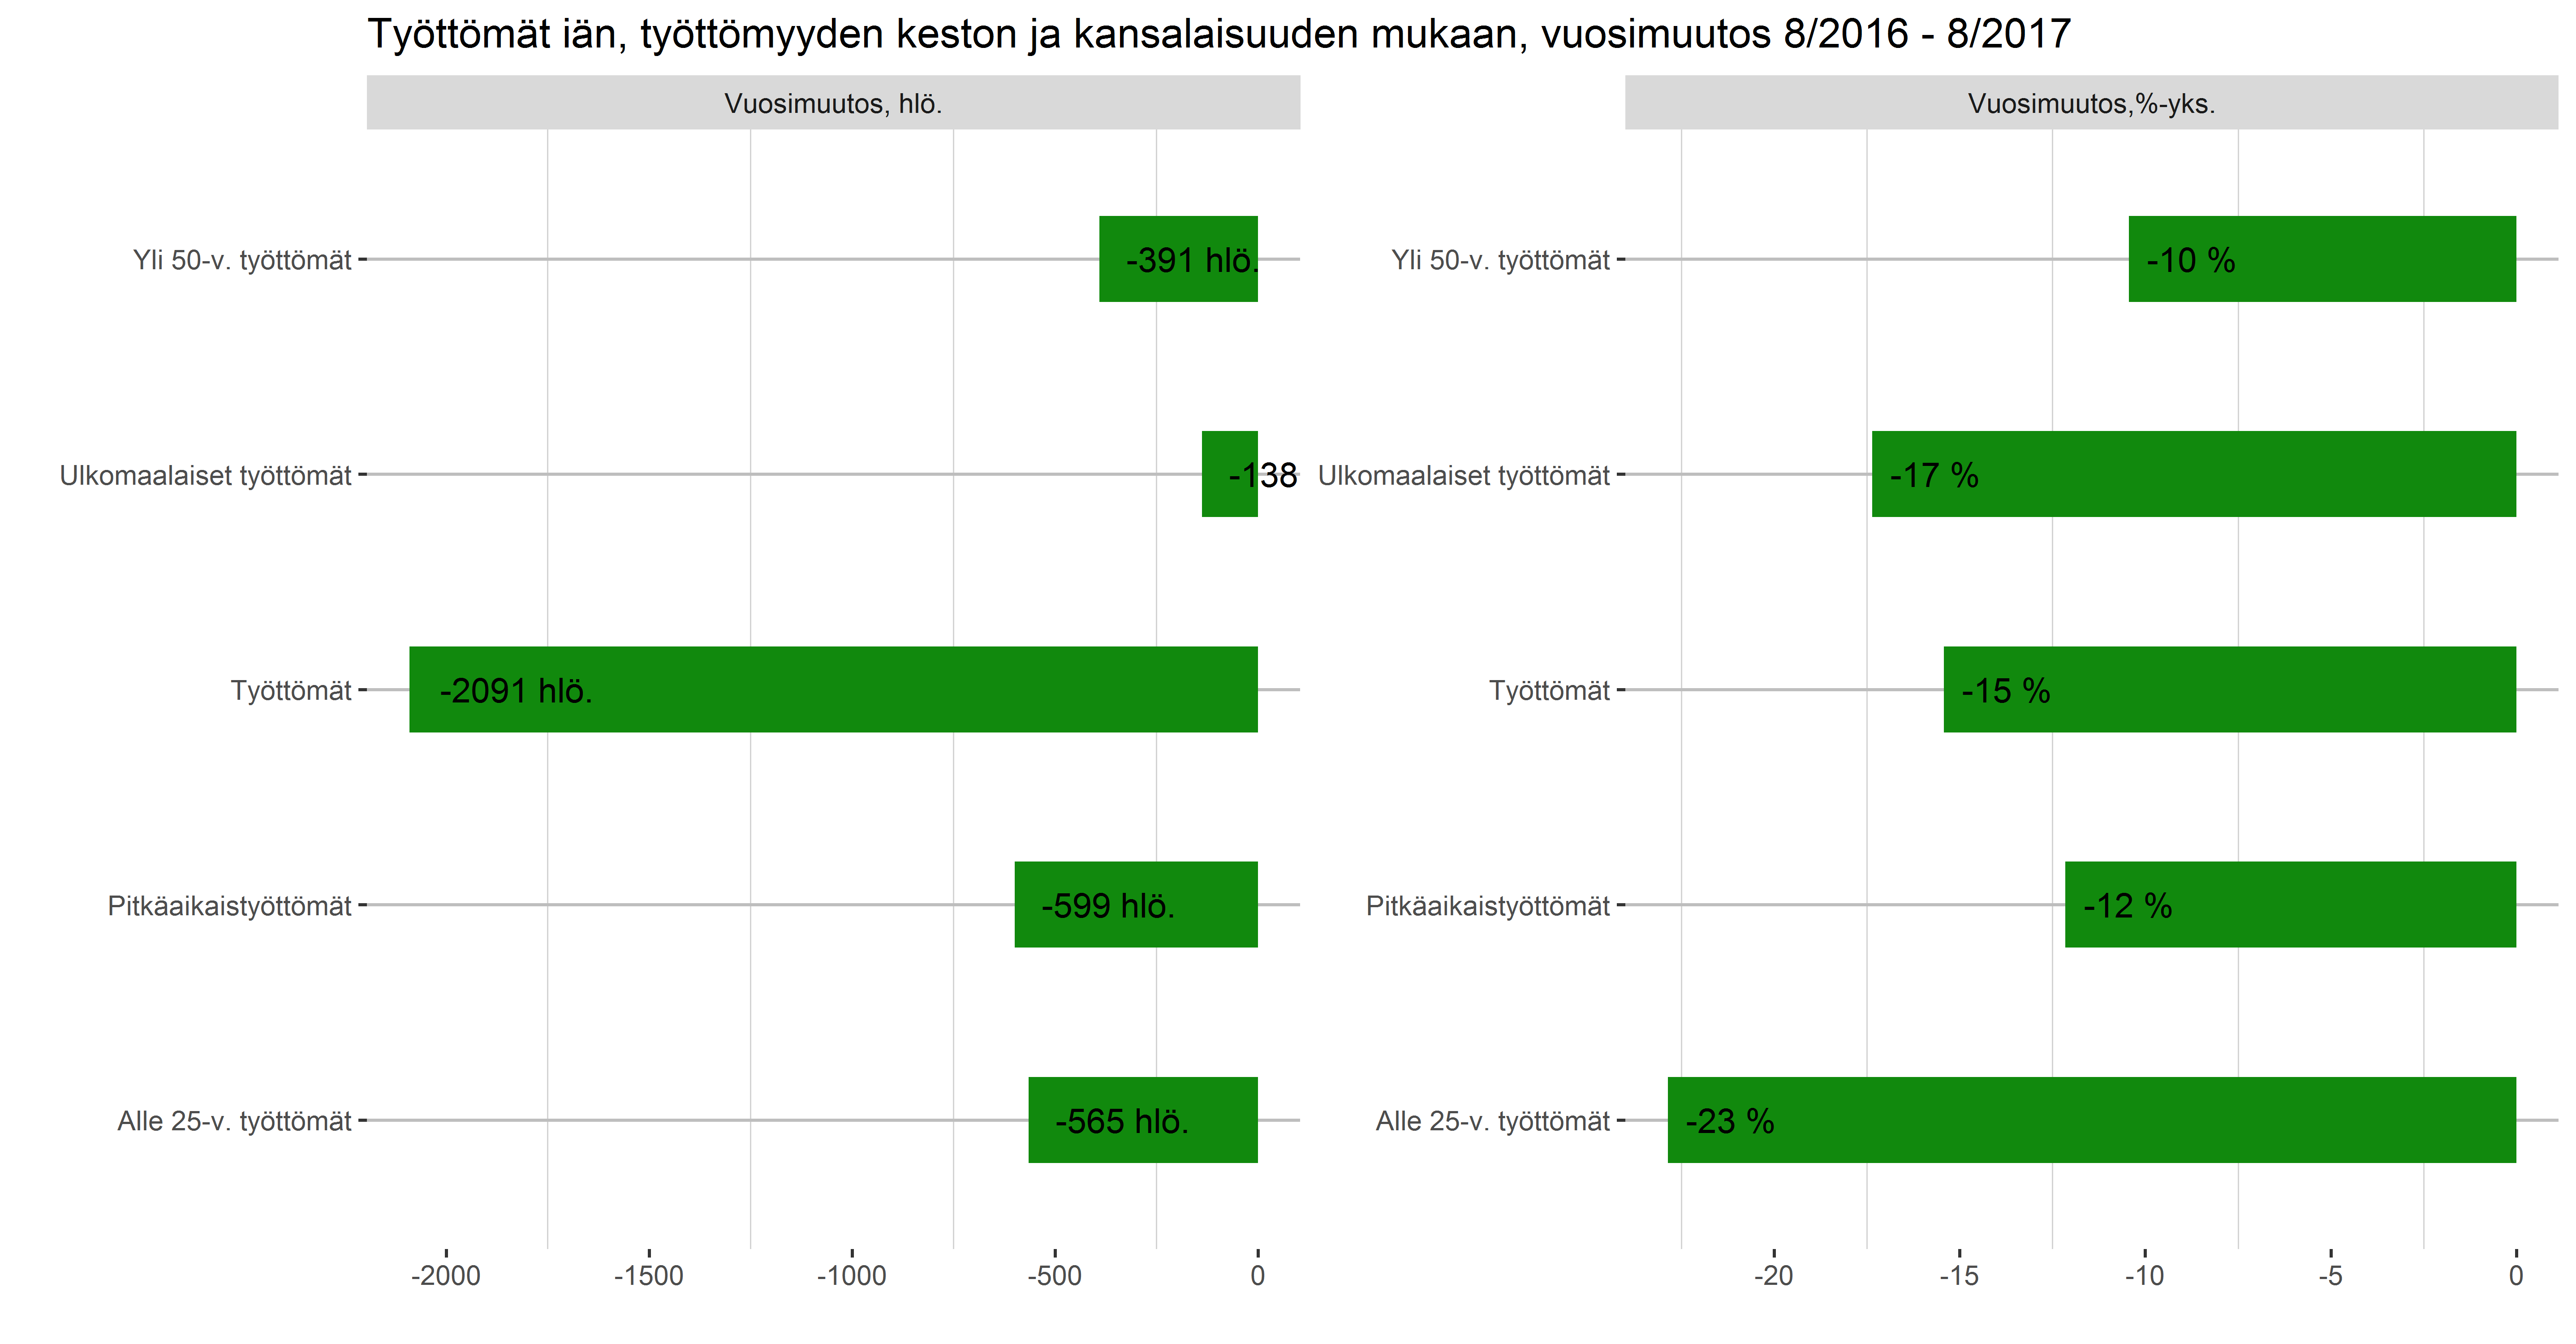 Työttömät iän, työttömyyden keston ja kansalaisuuden mukaan, vuosimuutos 8/2016 - 8/2017
Vuosimuutos, hlö.
Yli 50-v. työttömät
-391 hlö.
Ulkomaalaiset työttömät
-138
Työttömät
-2091 hlö.
Pitkäaikaistyöttömät
-599 hlö.
Alle 25-v. työttömät
-565 hlö.
-2000 -1500 -1000 -500 0
Vuosimuutos,%-yks.
Yli 50-v. työttömät
-10 %
Ulkomaalaiset työttömät
-17 %
Työttömät
-15 %
Pitkäaikaistyöttömät
-12 %
Alle 25-v. työttömät
-23 %
-20 -15 -10 -5 0